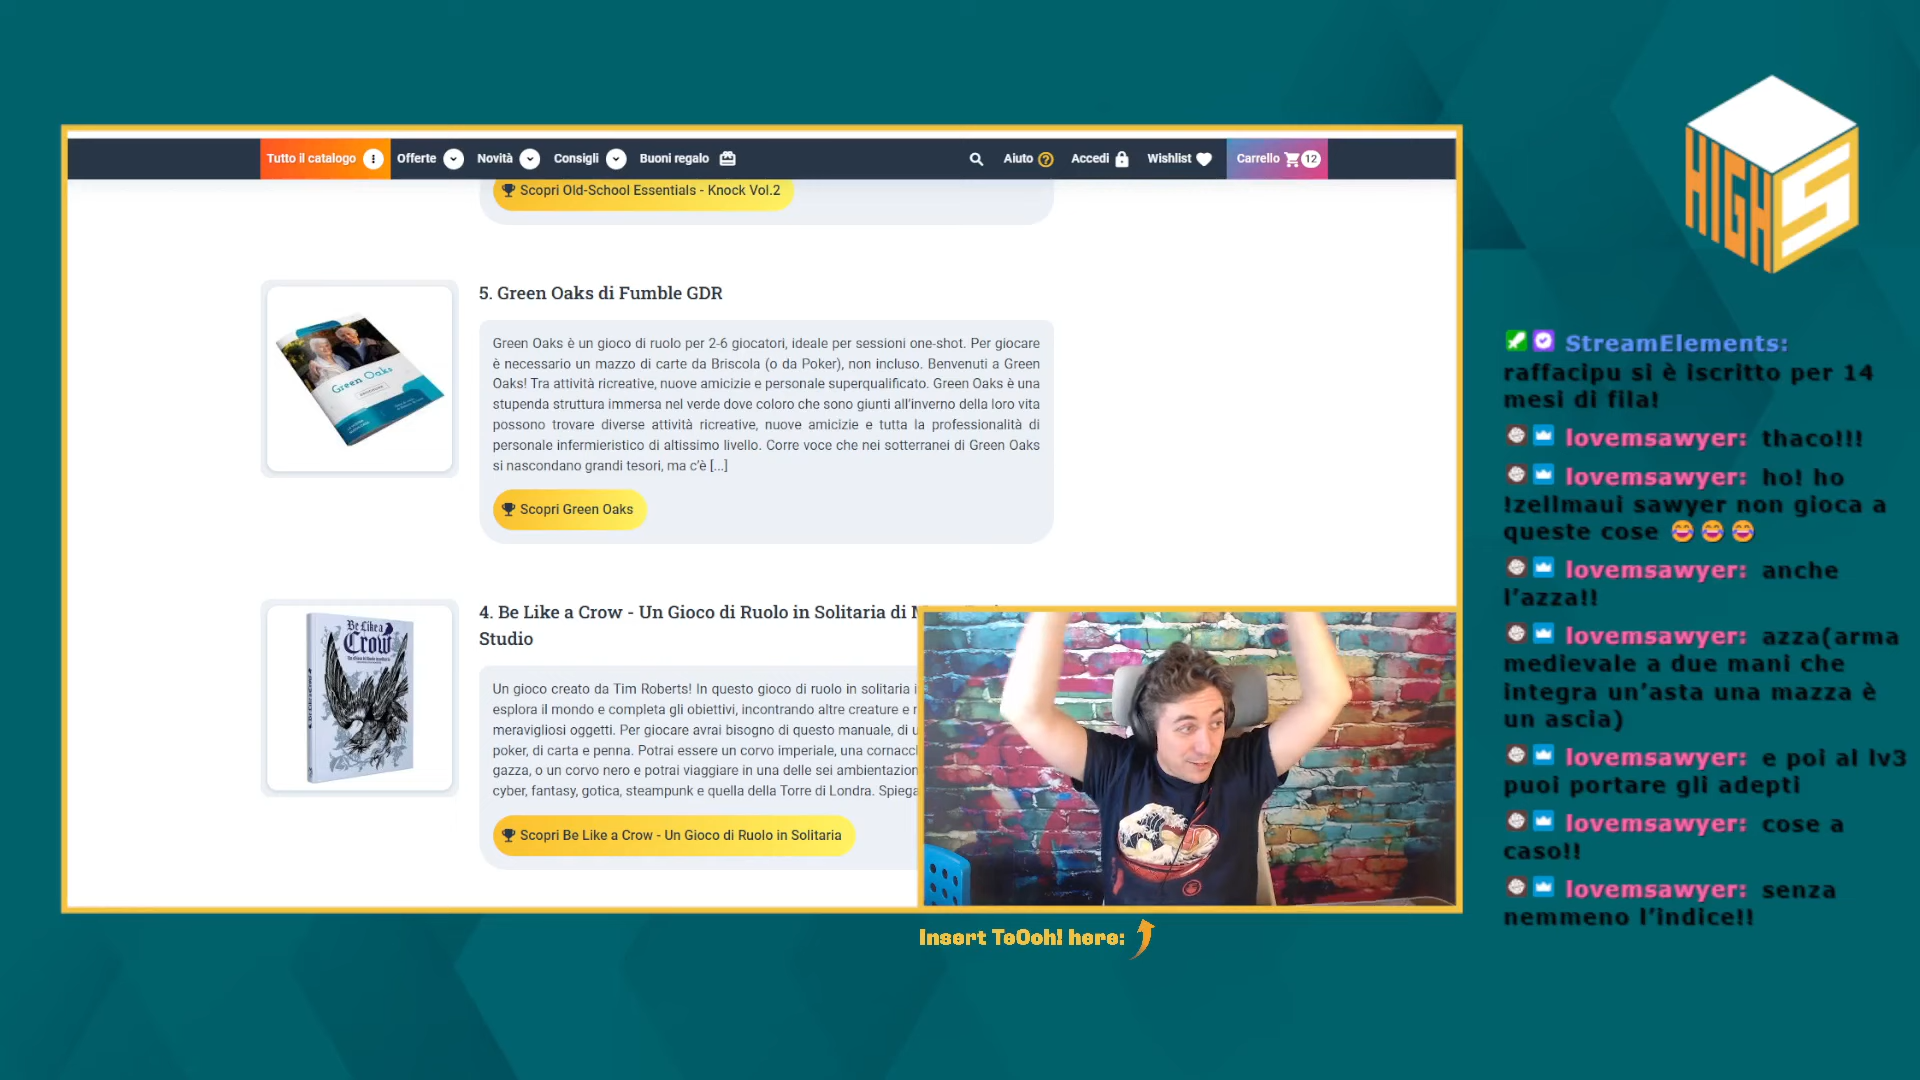 Tutto il catalogo
Offerte
Novità
Consigli
Buoni regalo
Aiuto
Accedi
Wishlist
Carrello
12
Scopri Old-School Essentials - Knock Vol.2
5. Green Oaks di Fumble GDR
Green Oaks è un gioco di ruolo per 2-6 giocatori, ideale per sessioni one-shot. Per giocare
è necessario un mazzo di carte da Briscola (o da Poker), non incluso. Benvenuti a Green
Oaks! Tra attività ricreative, nuove amicizie e personale superqualificato. Green Oaks è una
stupenda struttura immersa nel verde dove coloro che sono giunti all'inverno della loro vita
possono trovare diverse attività ricreative, nuove amicizie e tutta la professionalità di
personale infermieristico di altissimo livello. Corre voce che nei sotterranei di Green Oaks
si nascondano grandi tesori, ma c'è [...]
Scopri Green Oaks
Green Oaks
4. Be Like a Crow - Un Gioco di Ruolo in Solitaria di
Studio
Be Like a
Crow
Un gioco creato da Tim Roberts! In questo gioco di ruolo in solitaria
esplora il mondo e completa gli obiettivi, incontrando altre creature e
meravigliosi oggetti. Per giocare avrai bisogno di questo manuale, di
poker, di carta e penna. Potrai essere un corvo imperiale, una
gazza, o un corvo nero e potrai viaggiare in una delle sei
cyber, fantasy, gotica, steampunk e quella della Torre di Londra.
Scopri Be Like a Crow - Un Gioco di Ruolo in Solitaria
Insert TeOoh! here:
HIGH5
StreamElements:
raffacipu si è iscritto per 14
mesi di fila!
lovemsawyer: thaco!!!
lovemsawyer: ho! ho
!zellmaui sawyer non gioca a
queste cose 😂 😂 😂
lovemsawyer: anche
l'azza!!
lovemsawyer: azza(arma
medievale a due mani che
integra un'asta una mazza è
un ascia)
lovemsawyer: e poi al lv3
puoi portare gli adepti
lovemsawyer: cose a
caso!!
lovemsawyer: senza
nemmeno l'indice!!